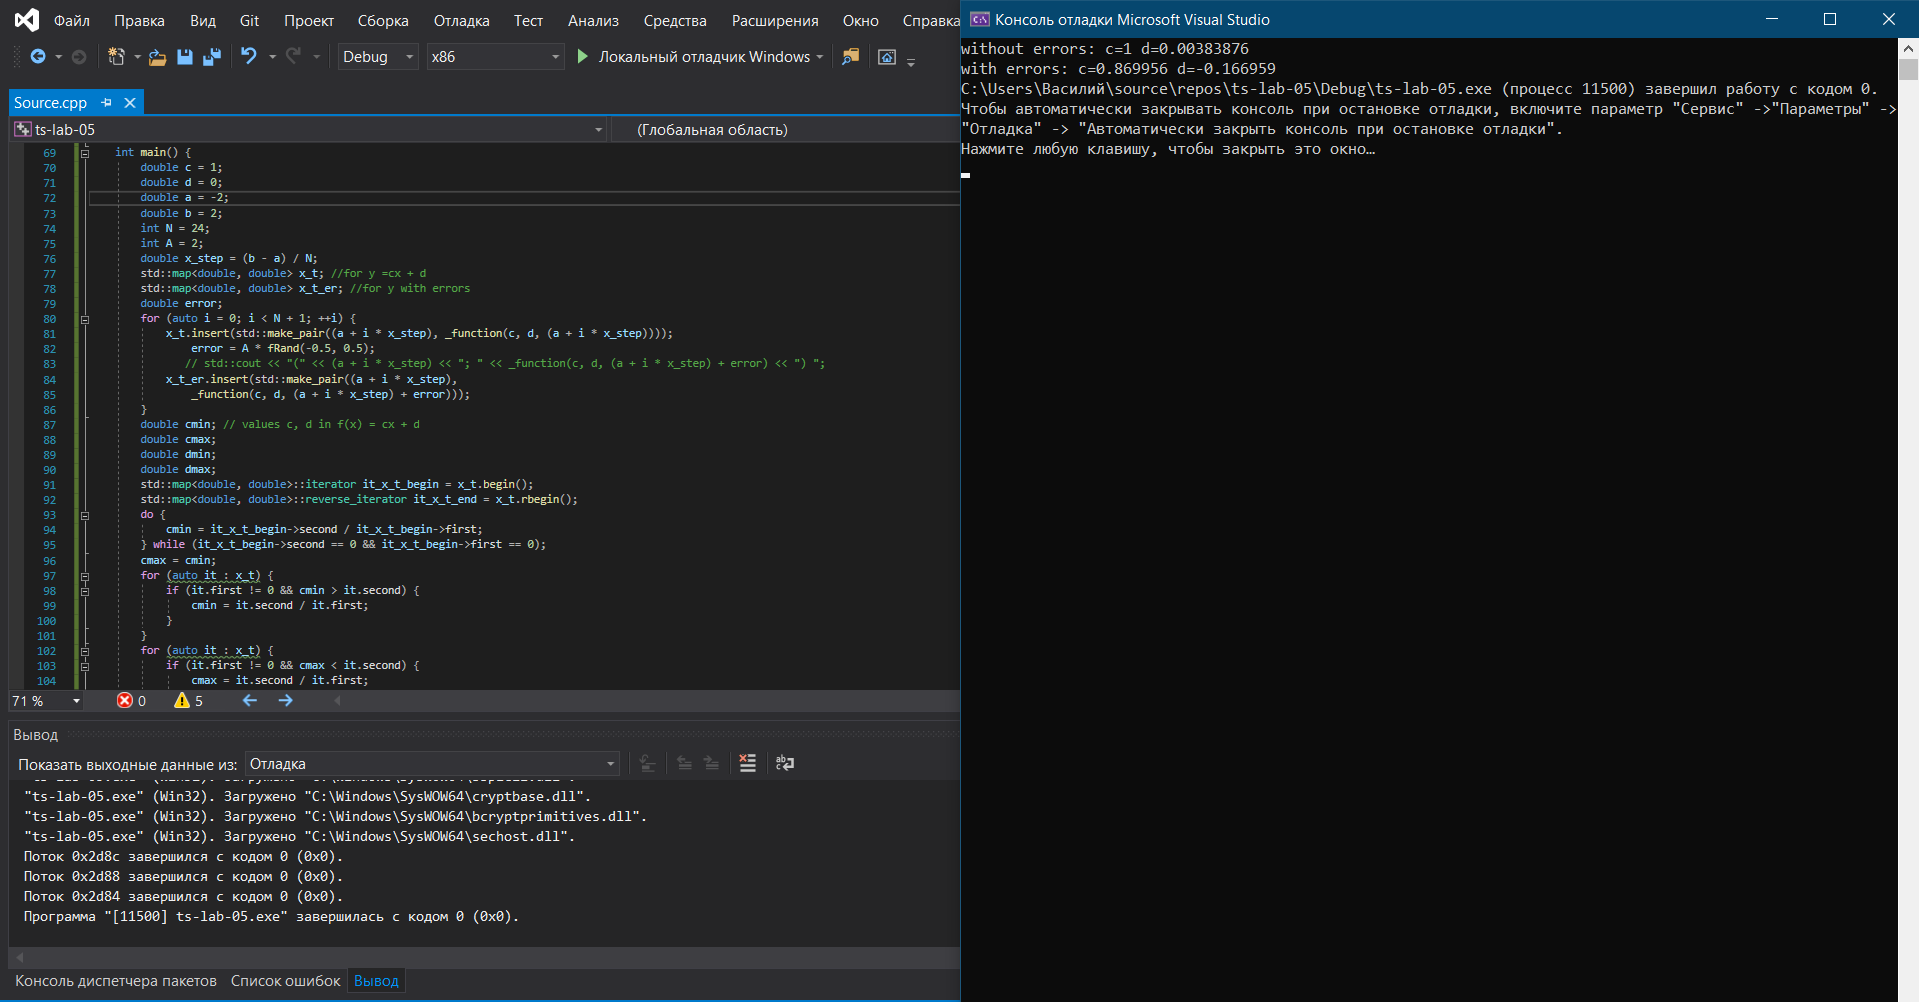 Файл Правка Вид Git Проект Сборка Отладка Тест Анализ Средства Расширения Окно Справка
Debug x86 Локальный отладчик Windows
Source.cpp
ts-lab-05 (Глобальная область)
69 int main() {
70 double c = 1;
71 double d = 0;
72 double a = -2;
73 double b = 2;
74 int N = 24;
75 int A = 2;
76 double x_step = (b - a) / N;
77 std::map<double, double> x_t; //for y =cx + d
78 std::map<double, double> x_t_er; //for y with errors
79 double error;
80 for (auto i = 0; i < N + 1; ++i) {
81 x_t.insert(std::make_pair((a + i * x_step), _function(c, d, (a + i * x_step))));
82 error = A * fRand(-0.5, 0.5);
83 // std::cout << "(" << (a + i * x_step) << "; " << _function(c, d, (a + i * x_step) + error) << ") ";
84 x_t_er.insert(std::make_pair((a + i * x_step),
85 _function(c, d, (a + i * x_step) + error)));
86 }
87 double cmin; // values c, d in f(x) = cx + d
88 double cmax;
89 double dmin;
90 double dmax;
91 std::map<double, double>::iterator it_x_t_begin = x_t.begin();
92 std::map<double, double>::reverse_iterator it_x_t_end = x_t.rbegin();
93 do {
94 cmin = it_x_t_begin->second / it_x_t_begin->first;
95 } while (it_x_t_begin->second == 0 && it_x_t_begin->first == 0);
96 cmax = cmin;
97 for (auto it : x_t) {
98 if (it.first != 0 && cmin > it.second) {
99 cmin = it.second / it.first;
100 }
101 }
102 for (auto it : x_t) {
103 if (it.first != 0 && cmax < it.second) {
104 cmax = it.second / it.first;
71 % 0 5
Вывод
Показать выходные данные из: Отладка
"ts-lab-05.exe" (Win32). Загружено "C:\Windows\SysWOW64\cryptbase.dll".
"ts-lab-05.exe" (Win32). Загружено "C:\Windows\SysWOW64\bcryptprimitives.dll".
"ts-lab-05.exe" (Win32). Загружено "C:\Windows\SysWOW64\sechost.dll".
Поток 0x2d8c завершился с кодом 0 (0x0).
Поток 0x2d88 завершился с кодом 0 (0x0).
Поток 0x2d84 завершился с кодом 0 (0x0).
Программа "[11500] ts-lab-05.exe" завершилась с кодом 0 (0x0).
Консоль диспетчера пакетов Список ошибок Вывод
Консоль отладки Microsoft Visual Studio
without errors: c=1 d=0.00383876
with errors: c=0.869956 d=-0.166959
C:\Users\Василий\source\repos\ts-lab-05\Debug\ts-lab-05.exe (процесс 11500) завершил работу с кодом 0.
Чтобы автоматически закрывать консоль при остановке отладки, включите параметр "Сервис" ->"Параметры" ->
"Отладка" -> "Автоматически закрыть консоль при остановке отладки".
Нажмите любую клавишу, чтобы закрыть это окно…